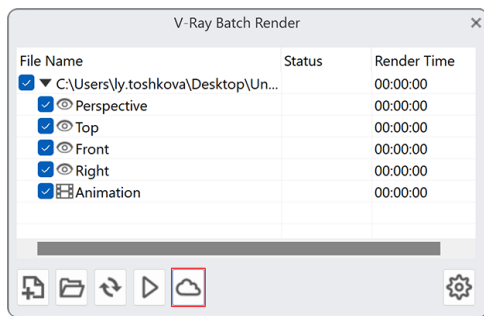 V-Ray Batch Render
File Name Status Render Time
C:\Users\ly.toshkova\Desktop\Un... 00:00:00
Perspective 00:00:00
Top 00:00:00
Front 00:00:00
Right 00:00:00
Animation 00:00:00